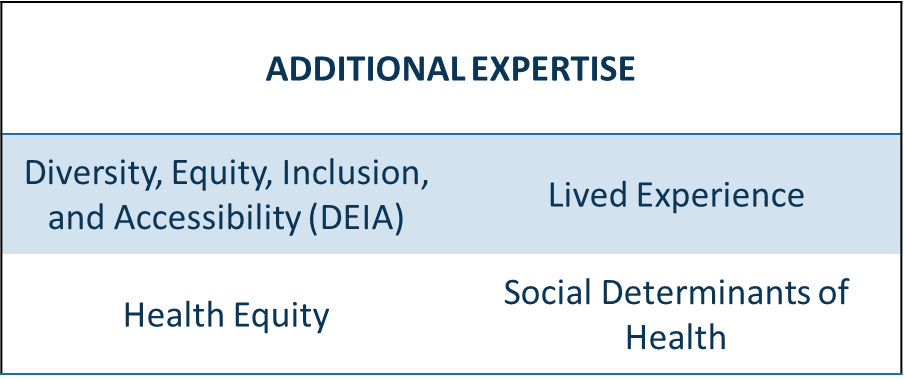 ADDITIONAL EXPERTISE
Diversity, Equity, Inclusion,
and Accessibility (DEIA)
Lived Experience
Health Equity
Social Determinants of
Health